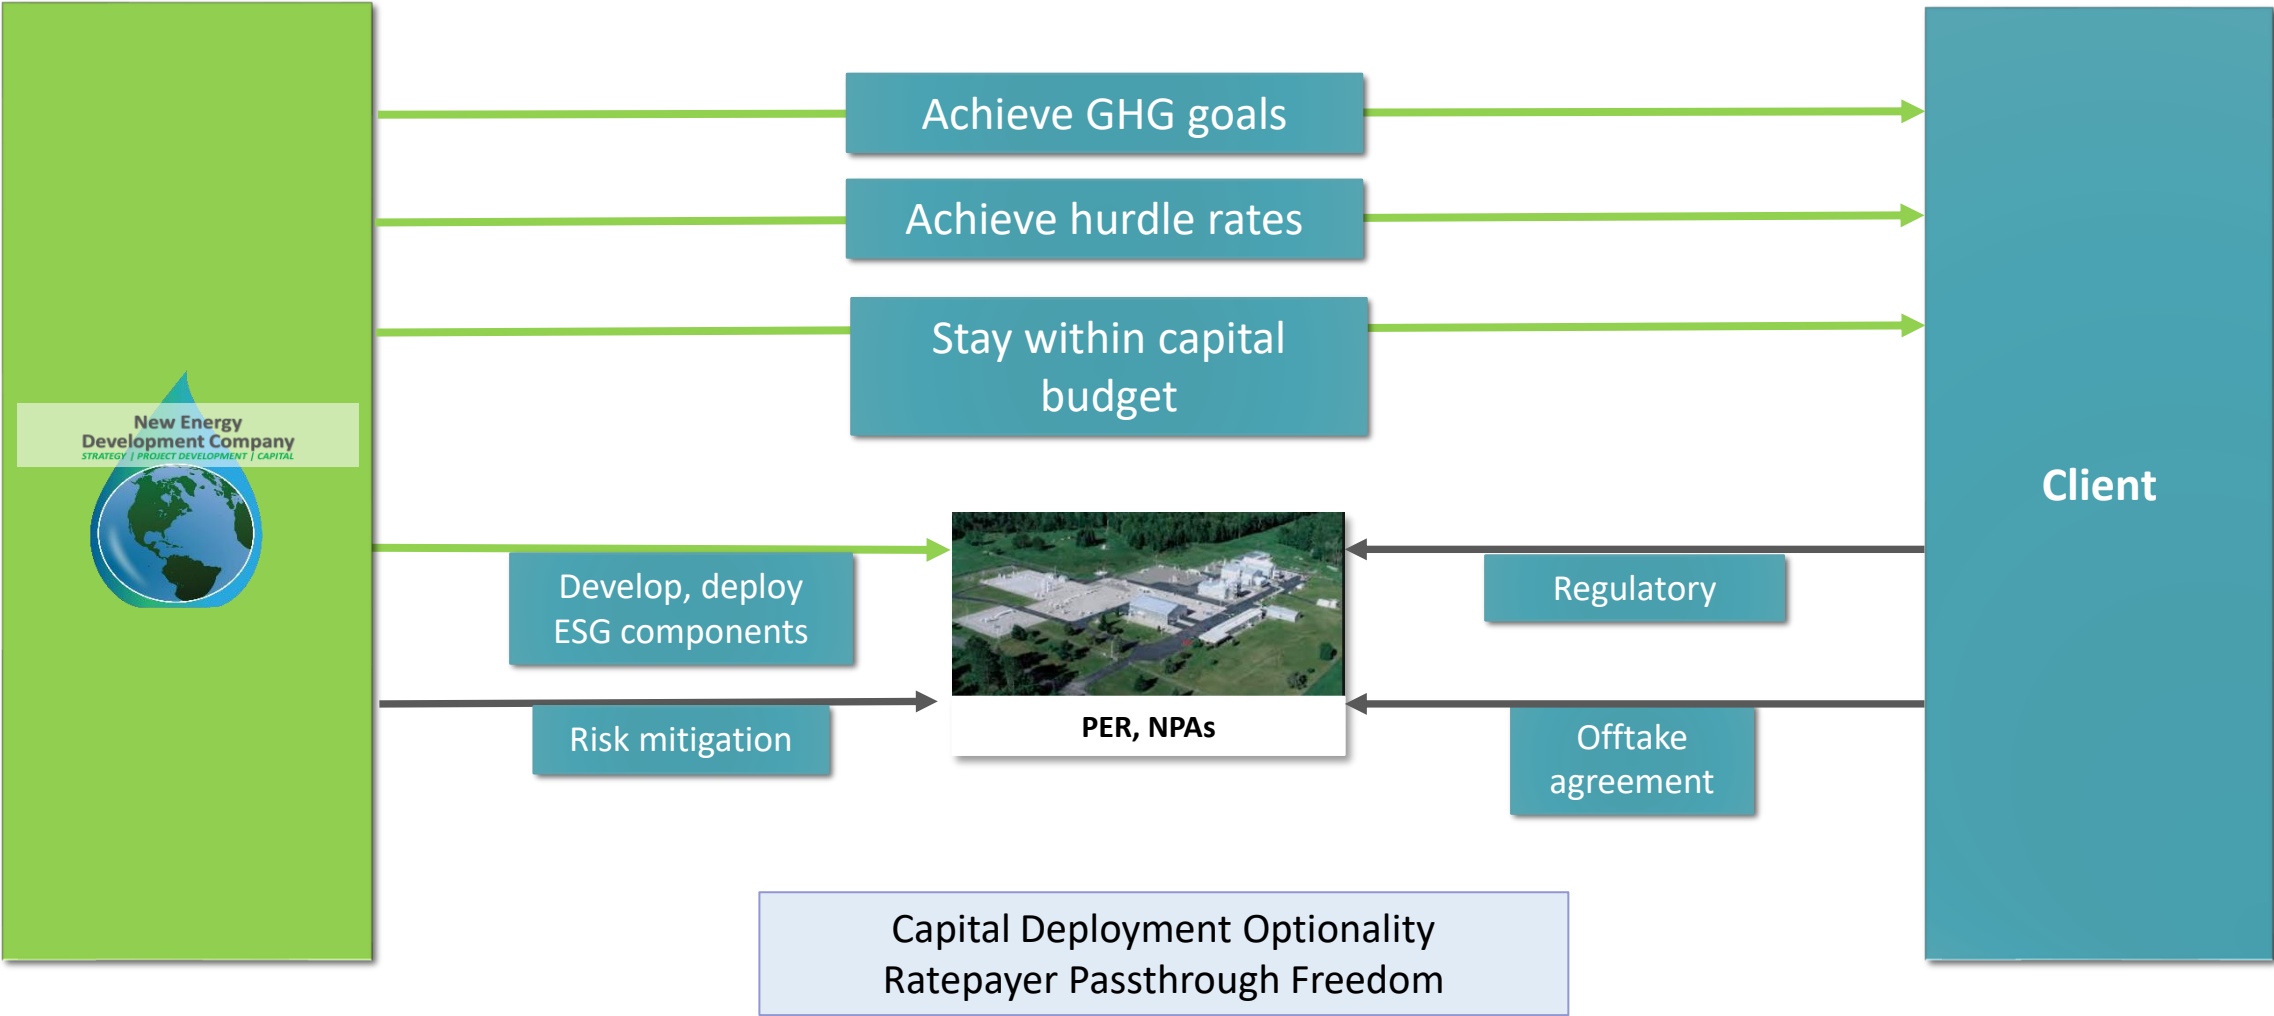 Achieve GHG goals
Achieve hurdle rates
Stay within capital
budget
New Energy
Development Company
STRATEGY | PROJECT DEVELOPMENT | CAPITAL
Client
Develop, deploy
ESG components
Regulatory
Risk mitigation
PER, NPAs
Offtake
agreement
Capital Deployment Optionality
Ratepayer Passthrough Freedom